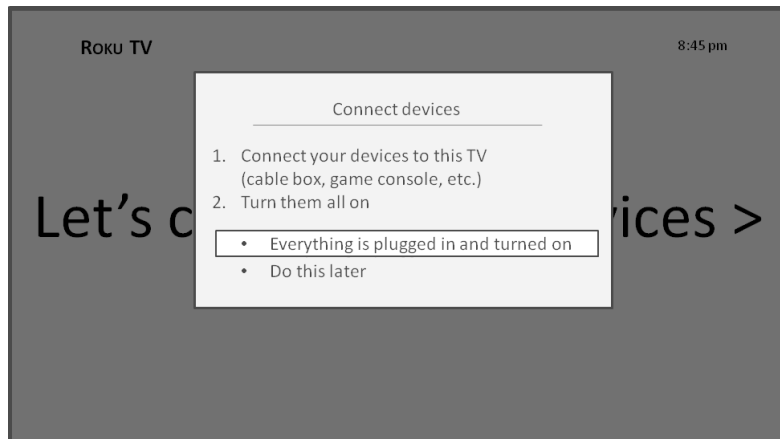 ROKU TV
8:45 pm
Connect devices
1. Connect your devices to this TV
(cable box, game console, etc.)
2. Turn them all on
Let's c ices >
• Everything is plugged in and turned on
• Do this later